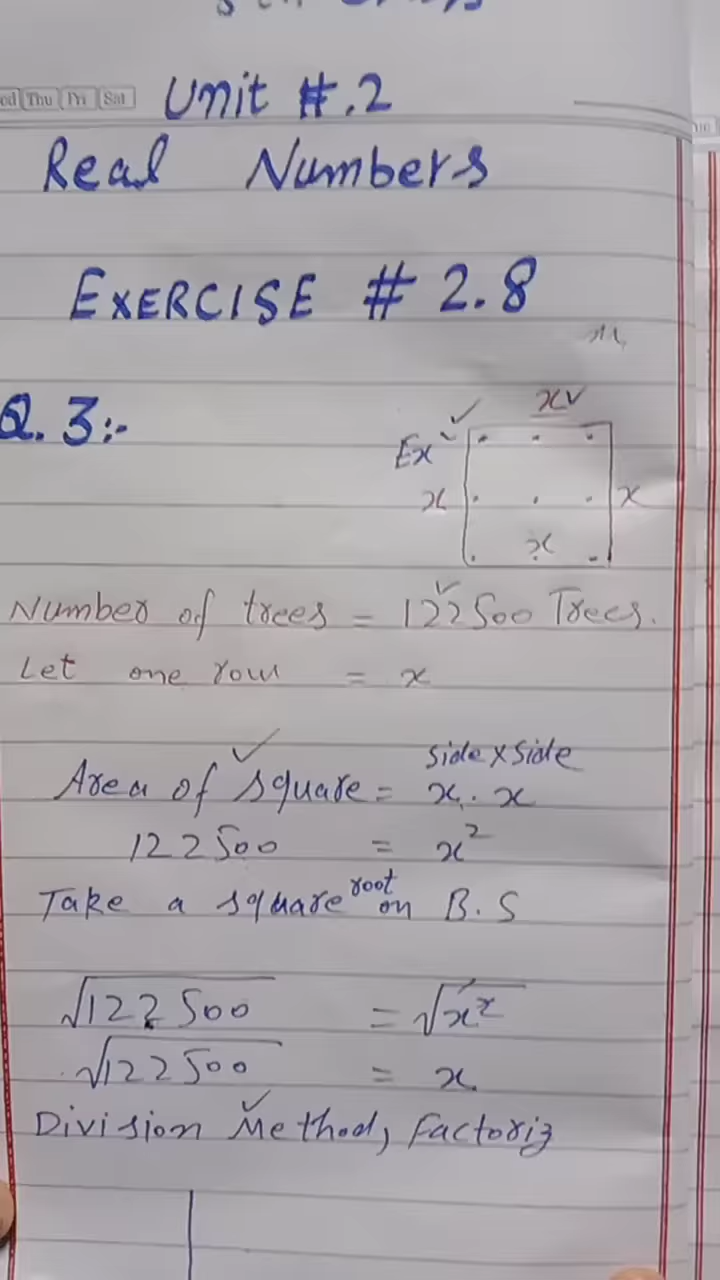 Thu Fri Sat
Unit #.2
Real Numbers
EXERCISE # 2.8
Q.3:-
x
Ex
x x
x
Number of trees = 122500 Trees.
Let one row = x
side x side
Area of square = x . x
122500 = x²
Take a square root on B.S
√122500 = √x²
√122500 = x
Division Method, Factoriz